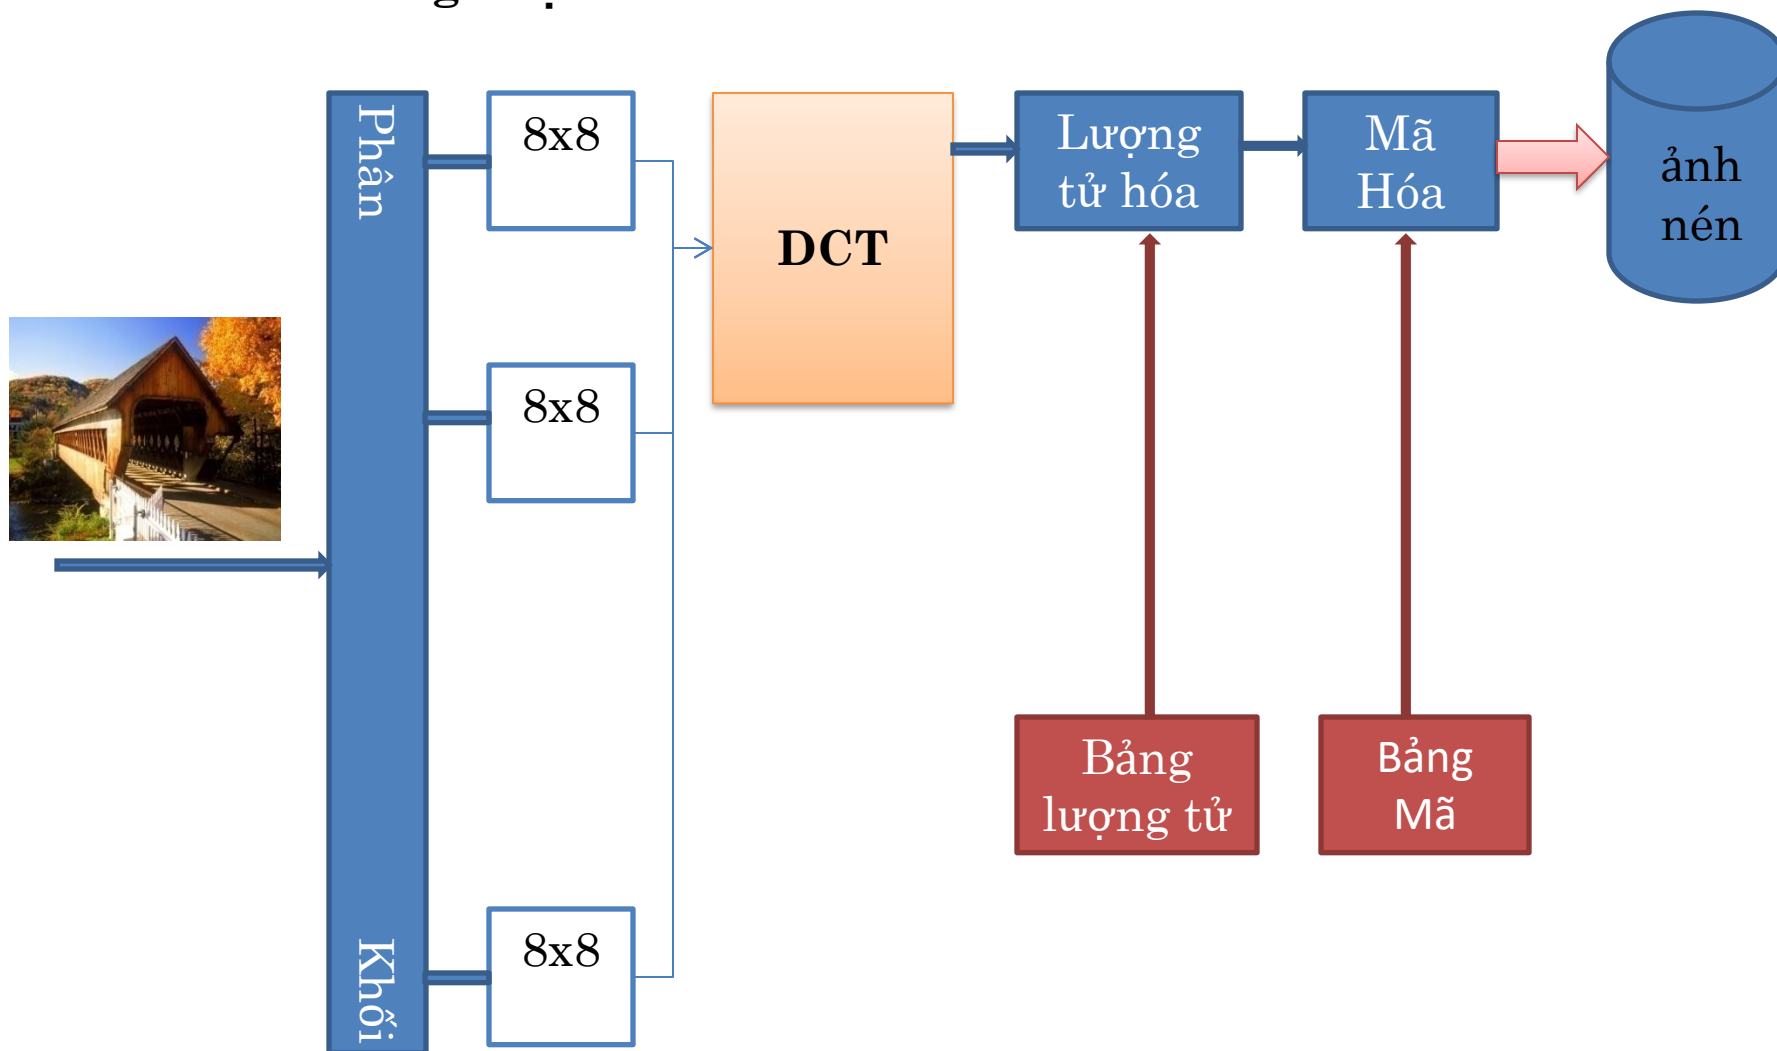 Phân
Khối
8x8
8x8
8x8
DCT
Lượng
tử hóa
Mã
Hóa
ảnh
nén
Bảng
lượng tử
Bảng
Mã